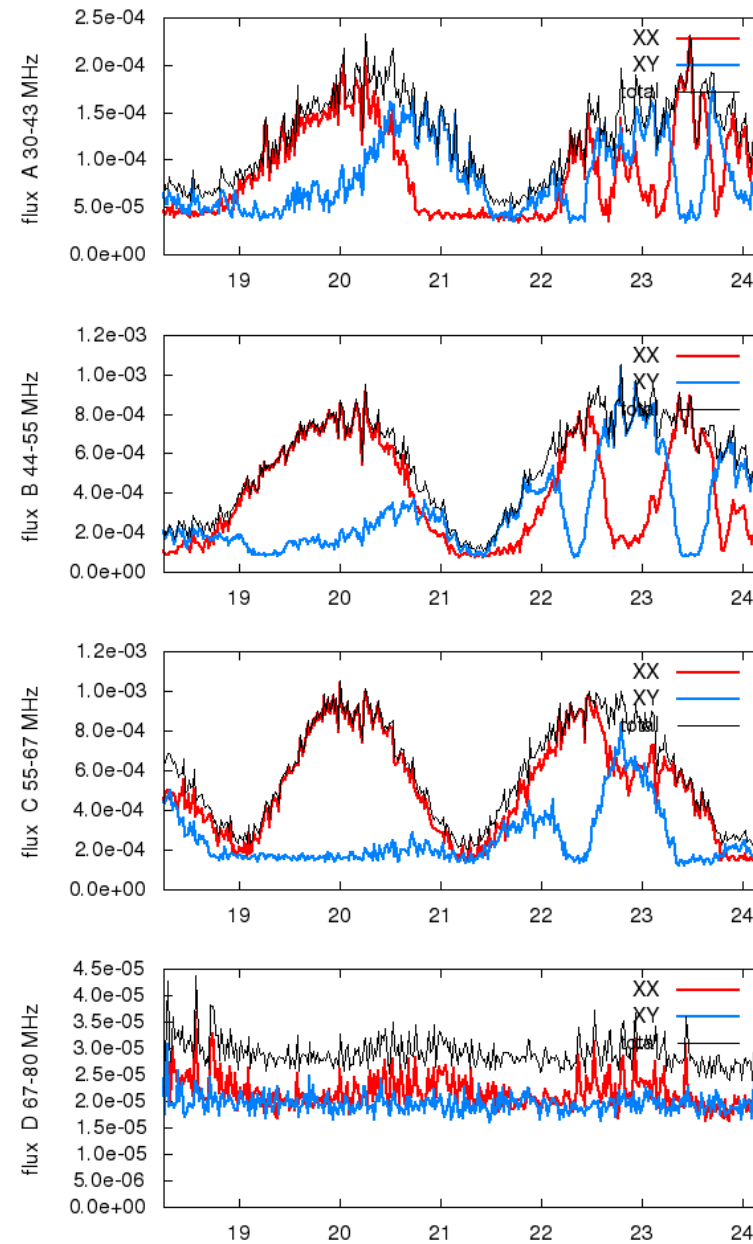 2.5e-04
2.0e-04
1.5e-04
1.0e-04
5.0e-05
0.0e+00
flux A 30-43 MHz
XX
XY
total
19 20 21 22 23 24
1.2e-03
1.0e-03
8.0e-04
6.0e-04
4.0e-04
2.0e-04
0.0e+00
flux B 44-55 MHz
XX
XY
total
19 20 21 22 23 24
1.2e-03
1.0e-03
8.0e-04
6.0e-04
4.0e-04
2.0e-04
0.0e+00
flux C 55-67 MHz
XX
XY
total
19 20 21 22 23 24
4.5e-05
4.0e-05
3.5e-05
3.0e-05
2.5e-05
2.0e-05
1.5e-05
1.0e-05
5.0e-06
0.0e+00
flux D 67-80 MHz
XX
XY
total
19 20 21 22 23 24